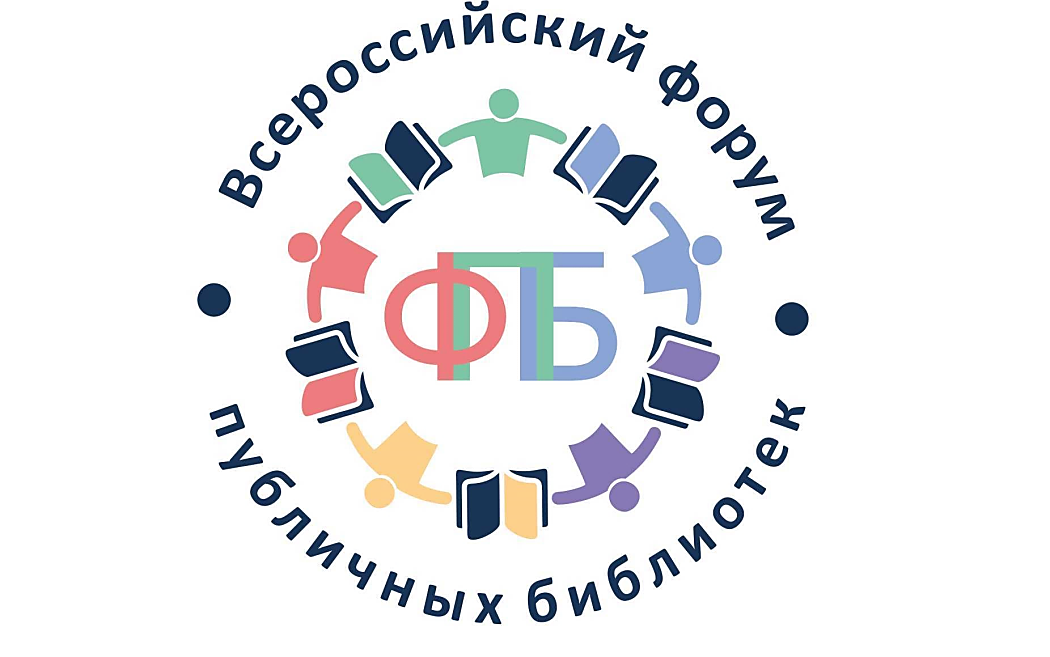 Всероссийский форум
ФПБ
публичных библиотек